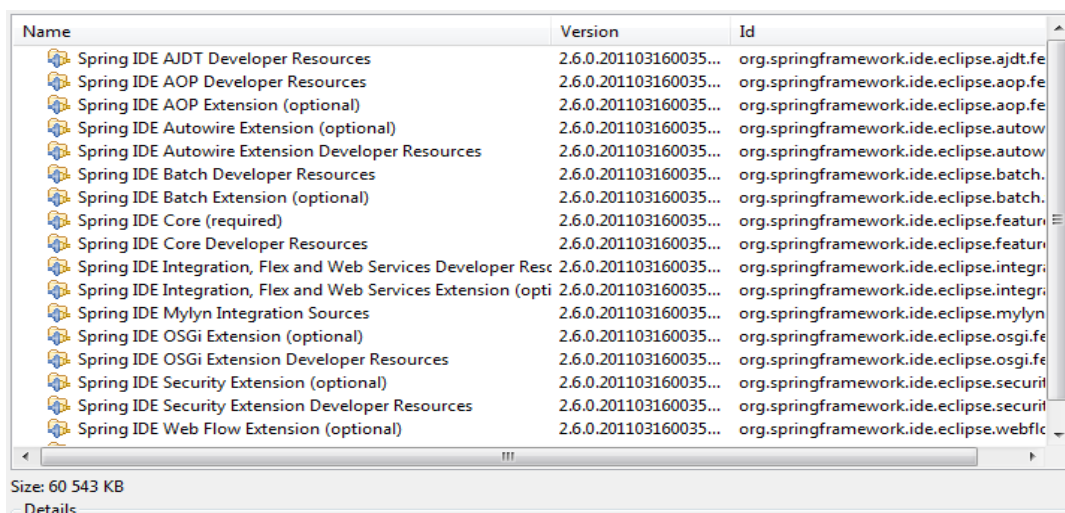 Name Version Id
Spring IDE AJDT Developer Resources 2.6.0.201103160035... org.springframework.ide.eclipse.ajdt.fe
Spring IDE AOP Developer Resources 2.6.0.201103160035... org.springframework.ide.eclipse.aop.fe
Spring IDE AOP Extension (optional) 2.6.0.201103160035... org.springframework.ide.eclipse.aop.fe
Spring IDE Autowire Extension (optional) 2.6.0.201103160035... org.springframework.ide.eclipse.autow
Spring IDE Autowire Extension Developer Resources 2.6.0.201103160035... org.springframework.ide.eclipse.autow
Spring IDE Batch Developer Resources 2.6.0.201103160035... org.springframework.ide.eclipse.batch.
Spring IDE Batch Extension (optional) 2.6.0.201103160035... org.springframework.ide.eclipse.batch.
Spring IDE Core (required) 2.6.0.201103160035... org.springframework.ide.eclipse.featur
Spring IDE Core Developer Resources 2.6.0.201103160035... org.springframework.ide.eclipse.featur
Spring IDE Integration, Flex and Web Services Developer Resc 2.6.0.201103160035... org.springframework.ide.eclipse.integr
Spring IDE Integration, Flex and Web Services Extension (opti 2.6.0.201103160035... org.springframework.ide.eclipse.integr
Spring IDE Mylyn Integration Sources 2.6.0.201103160035... org.springframework.ide.eclipse.mylyn
Spring IDE OSGi Extension (optional) 2.6.0.201103160035... org.springframework.ide.eclipse.osgi.fe
Spring IDE OSGi Extension Developer Resources 2.6.0.201103160035... org.springframework.ide.eclipse.osgi.fe
Spring IDE Security Extension (optional) 2.6.0.201103160035... org.springframework.ide.eclipse.securit
Spring IDE Security Extension Developer Resources 2.6.0.201103160035... org.springframework.ide.eclipse.securit
Spring IDE Web Flow Extension (optional) 2.6.0.201103160035... org.springframework.ide.eclipse.webflc
Size: 60 543 KB
Details